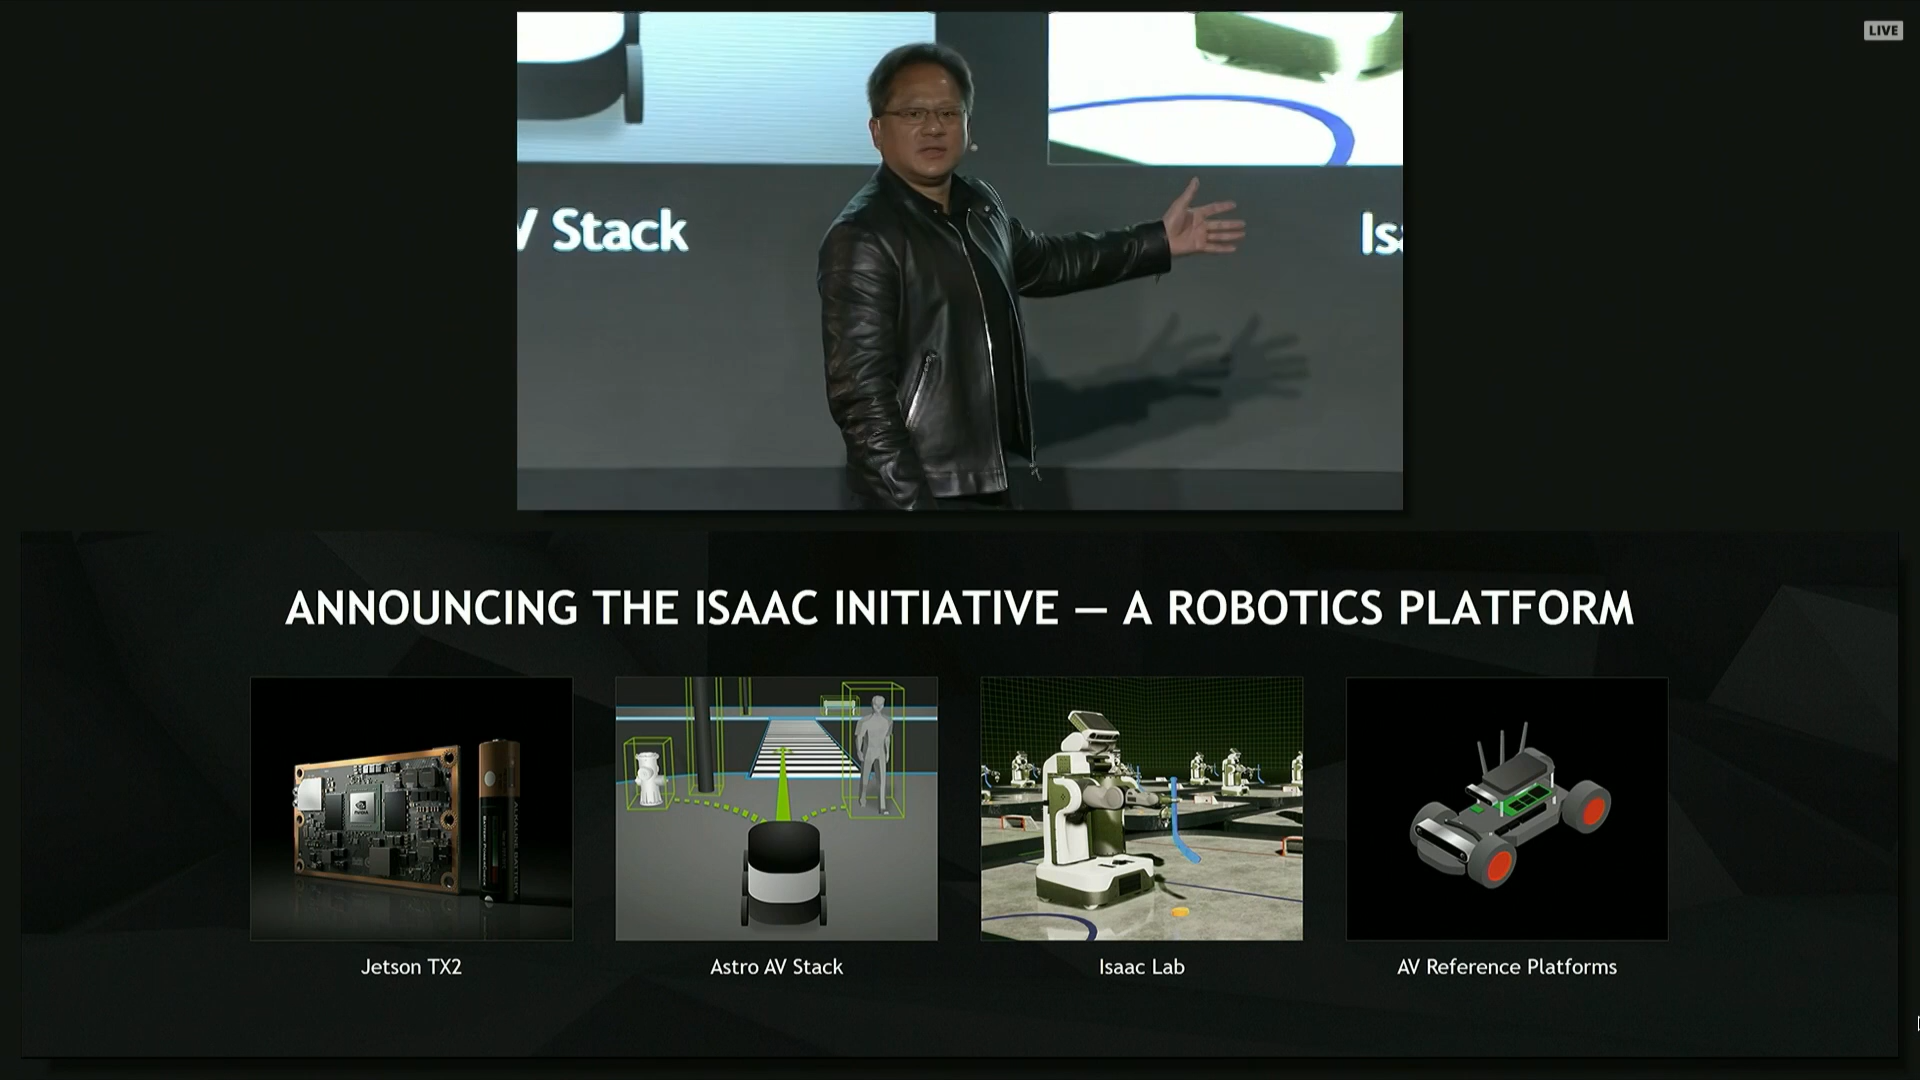 LIVE
V Stack
Isa
ANNOUNCING THE ISAAC INITIATIVE — A ROBOTICS PLATFORM
Jetson TX2
Astro AV Stack
Isaac Lab
AV Reference Platforms